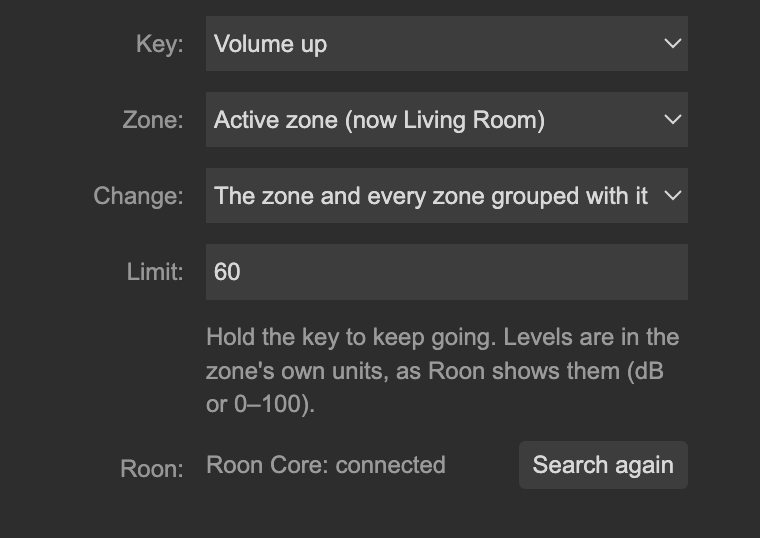 Key: Volume up
Zone: Active zone (now Living Room)
Change: The zone and every zone grouped with it
Limit: 60
Hold the key to keep going. Levels are in the
zone's own units, as Roon shows them (dB
or 0–100).
Roon: Roon Core: connected Search again